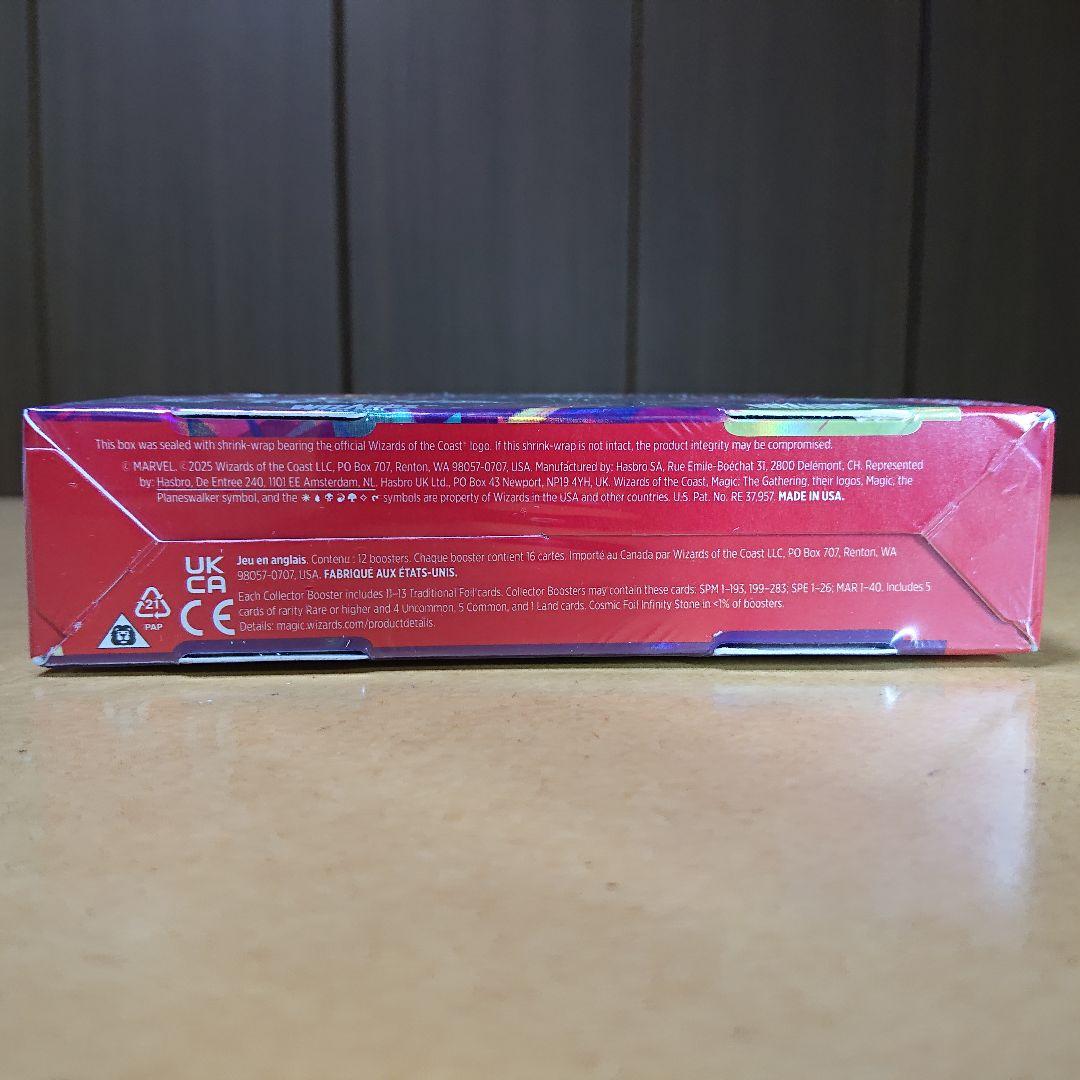 This box was sealed with shrink-wrap bearing the official Wizards of the Coast® logo. If this shrink-wrap is not intact, the product integrity may be compromised.
© MARVEL. ©2025 Wizards of the Coast LLC, PO Box 707, Renton, WA 98057-0707, USA. Manufactured by: Hasbro SA, Rue Emile-Boéchat 31, 2800 Delémont, CH. Represented
by: Hasbro, De Entree 240, 1101 EE Amsterdam, NL. Hasbro UK Ltd., PO Box 43 Newport, NP19 4YH, UK. Wizards of the Coast, Magic: The Gathering, their logos, Magic, the
Planeswalker symbol, and the symbols are property of Wizards in the USA and other countries. U.S. Pat. No. RE 37,957. MADE IN USA.
UK
CA
CE
21
PAP
Jeu en anglais. Contenu : 12 boosters. Chaque booster contient 16 cartes. Importé au Canada par Wizards of the Coast LLC, PO Box 707, Renton, WA
98057-0707, USA. FABRIQUÉ AUX ÉTATS-UNIS.
Each Collector Booster includes 11–13 Traditional Foil cards. Collector Boosters may contain these cards: SPM 1–193, 199–283; SPE 1–26; MAR 1–40. Includes 5
cards of rarity Rare or higher and 4 Uncommon, 5 Common, and 1 Land cards. Cosmic Foil Infinity Stone in <1% of boosters.
Details: magic.wizards.com/productdetails.